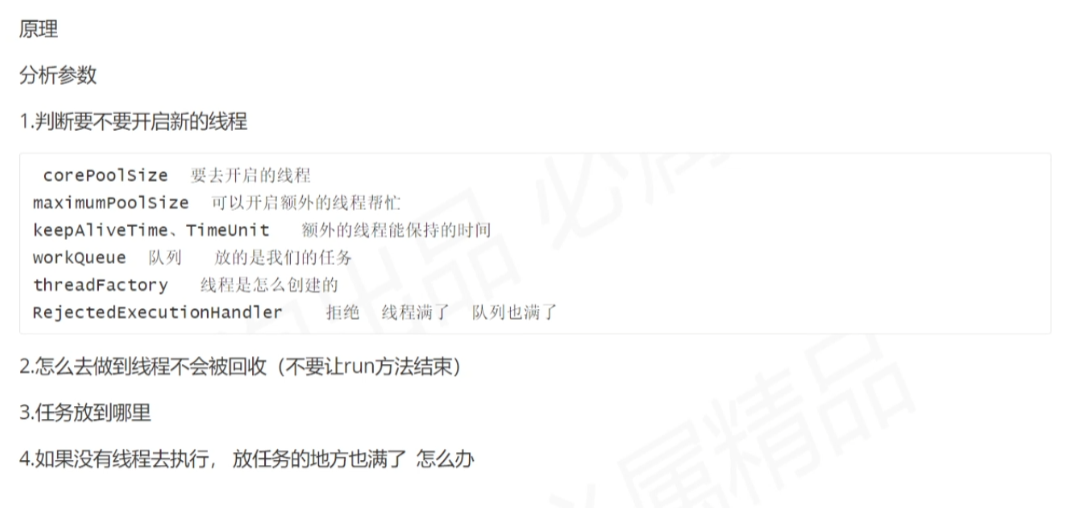 原理
分析参数
1.判断要不要开启新的线程
corePoolSize 要去开启的线程
maximumPoolSize 可以开启额外的线程帮忙
keepAliveTime、TimeUnit 额外的线程能保持的时间
workQueue 队列 放的是我们的任务
threadFactory 线程是怎么创建的
RejectedExecutionHandler 拒绝 线程满了 队列也满了
2.怎么去做到线程不会被回收（不要让run方法结束）
3.任务放到哪里
4.如果没有线程去执行， 放任务的地方也满了 怎么办